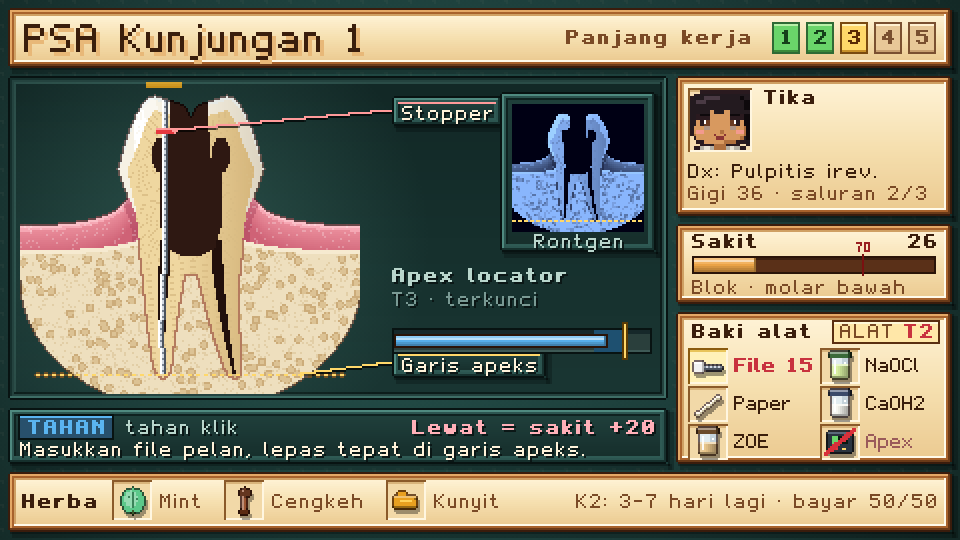 PSA Kunjungan 1
Panjang kerja 1 2 3 4 5
Stopper
Rontgen
Apex locator
T3 · terkunci
Garis apeks
TAHAN tahan klik Lewat = sakit +20
Masukkan file pelan, lepas tepat di garis apeks.
Tika
Dx: Pulpitis irev.
Gigi 36 · saluran 2/3
Sakit 70 26
Blok · molar bawah
Baki alat ALAT T2
File 15 NaOCl
Paper CaOH2
ZOE Apex
Herba Mint Cengkeh Kunyit K2: 3-7 hari lagi · bayar 50/50